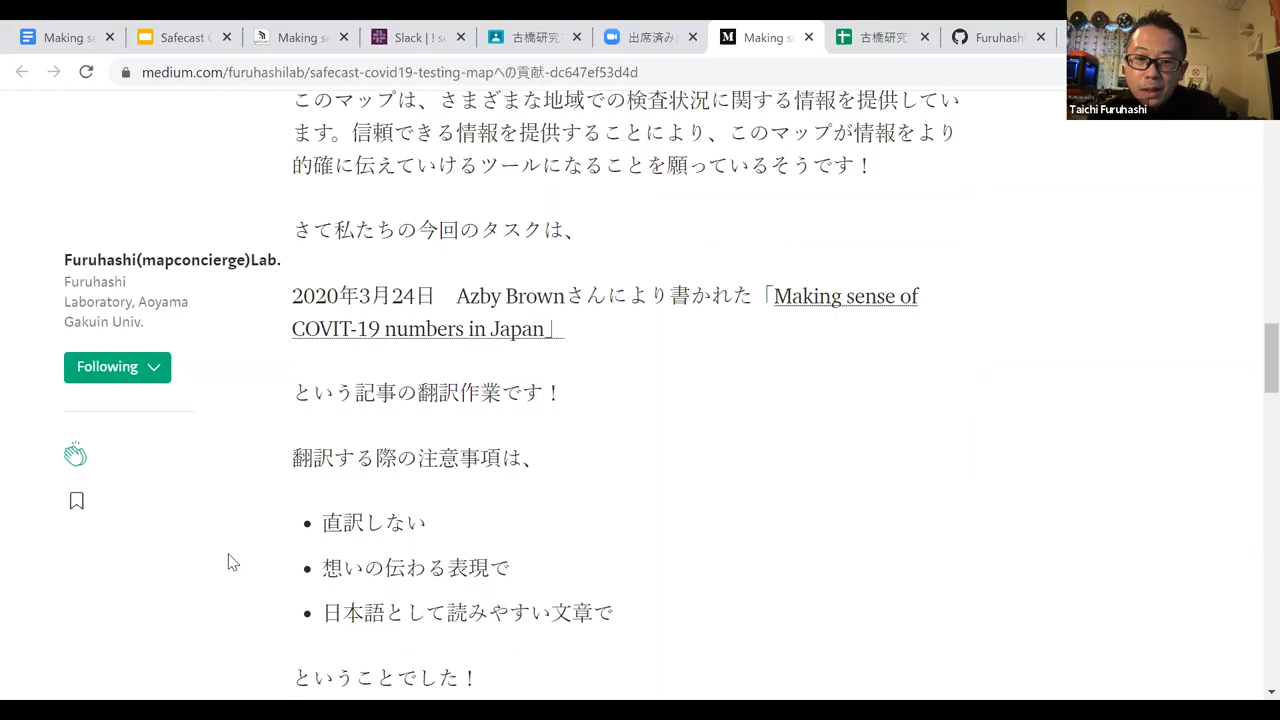 Making s
Safecast
Making se
Slack | ! s
古橋研究
出席済み
Making s
古橋研究
Furuhashi
medium.com/furuhashilab/safecast-covid19-testing-mapへの貢献-dc647ef53d4d
Taichi Furuhashi
このマップは、さまざまな地域での検査状況に関する情報を提供してい
ます。信頼できる情報を提供することにより、このマップが情報をより
的確に伝えていけるツールになることを願っているそうです！
さて私たちの今回のタスクは、
Furuhashi(mapconcierge)Lab.
Furuhashi
Laboratory, Aoyama
Gakuin Univ.
Following
2020年3月24日　Azby Brownさんにより書かれた「Making sense of
COVIT-19 numbers in Japan」
という記事の翻訳作業です！
翻訳する際の注意事項は、
• 直訳しない
• 想いの伝わる表現で
• 日本語として読みやすい文章で
ということでした！